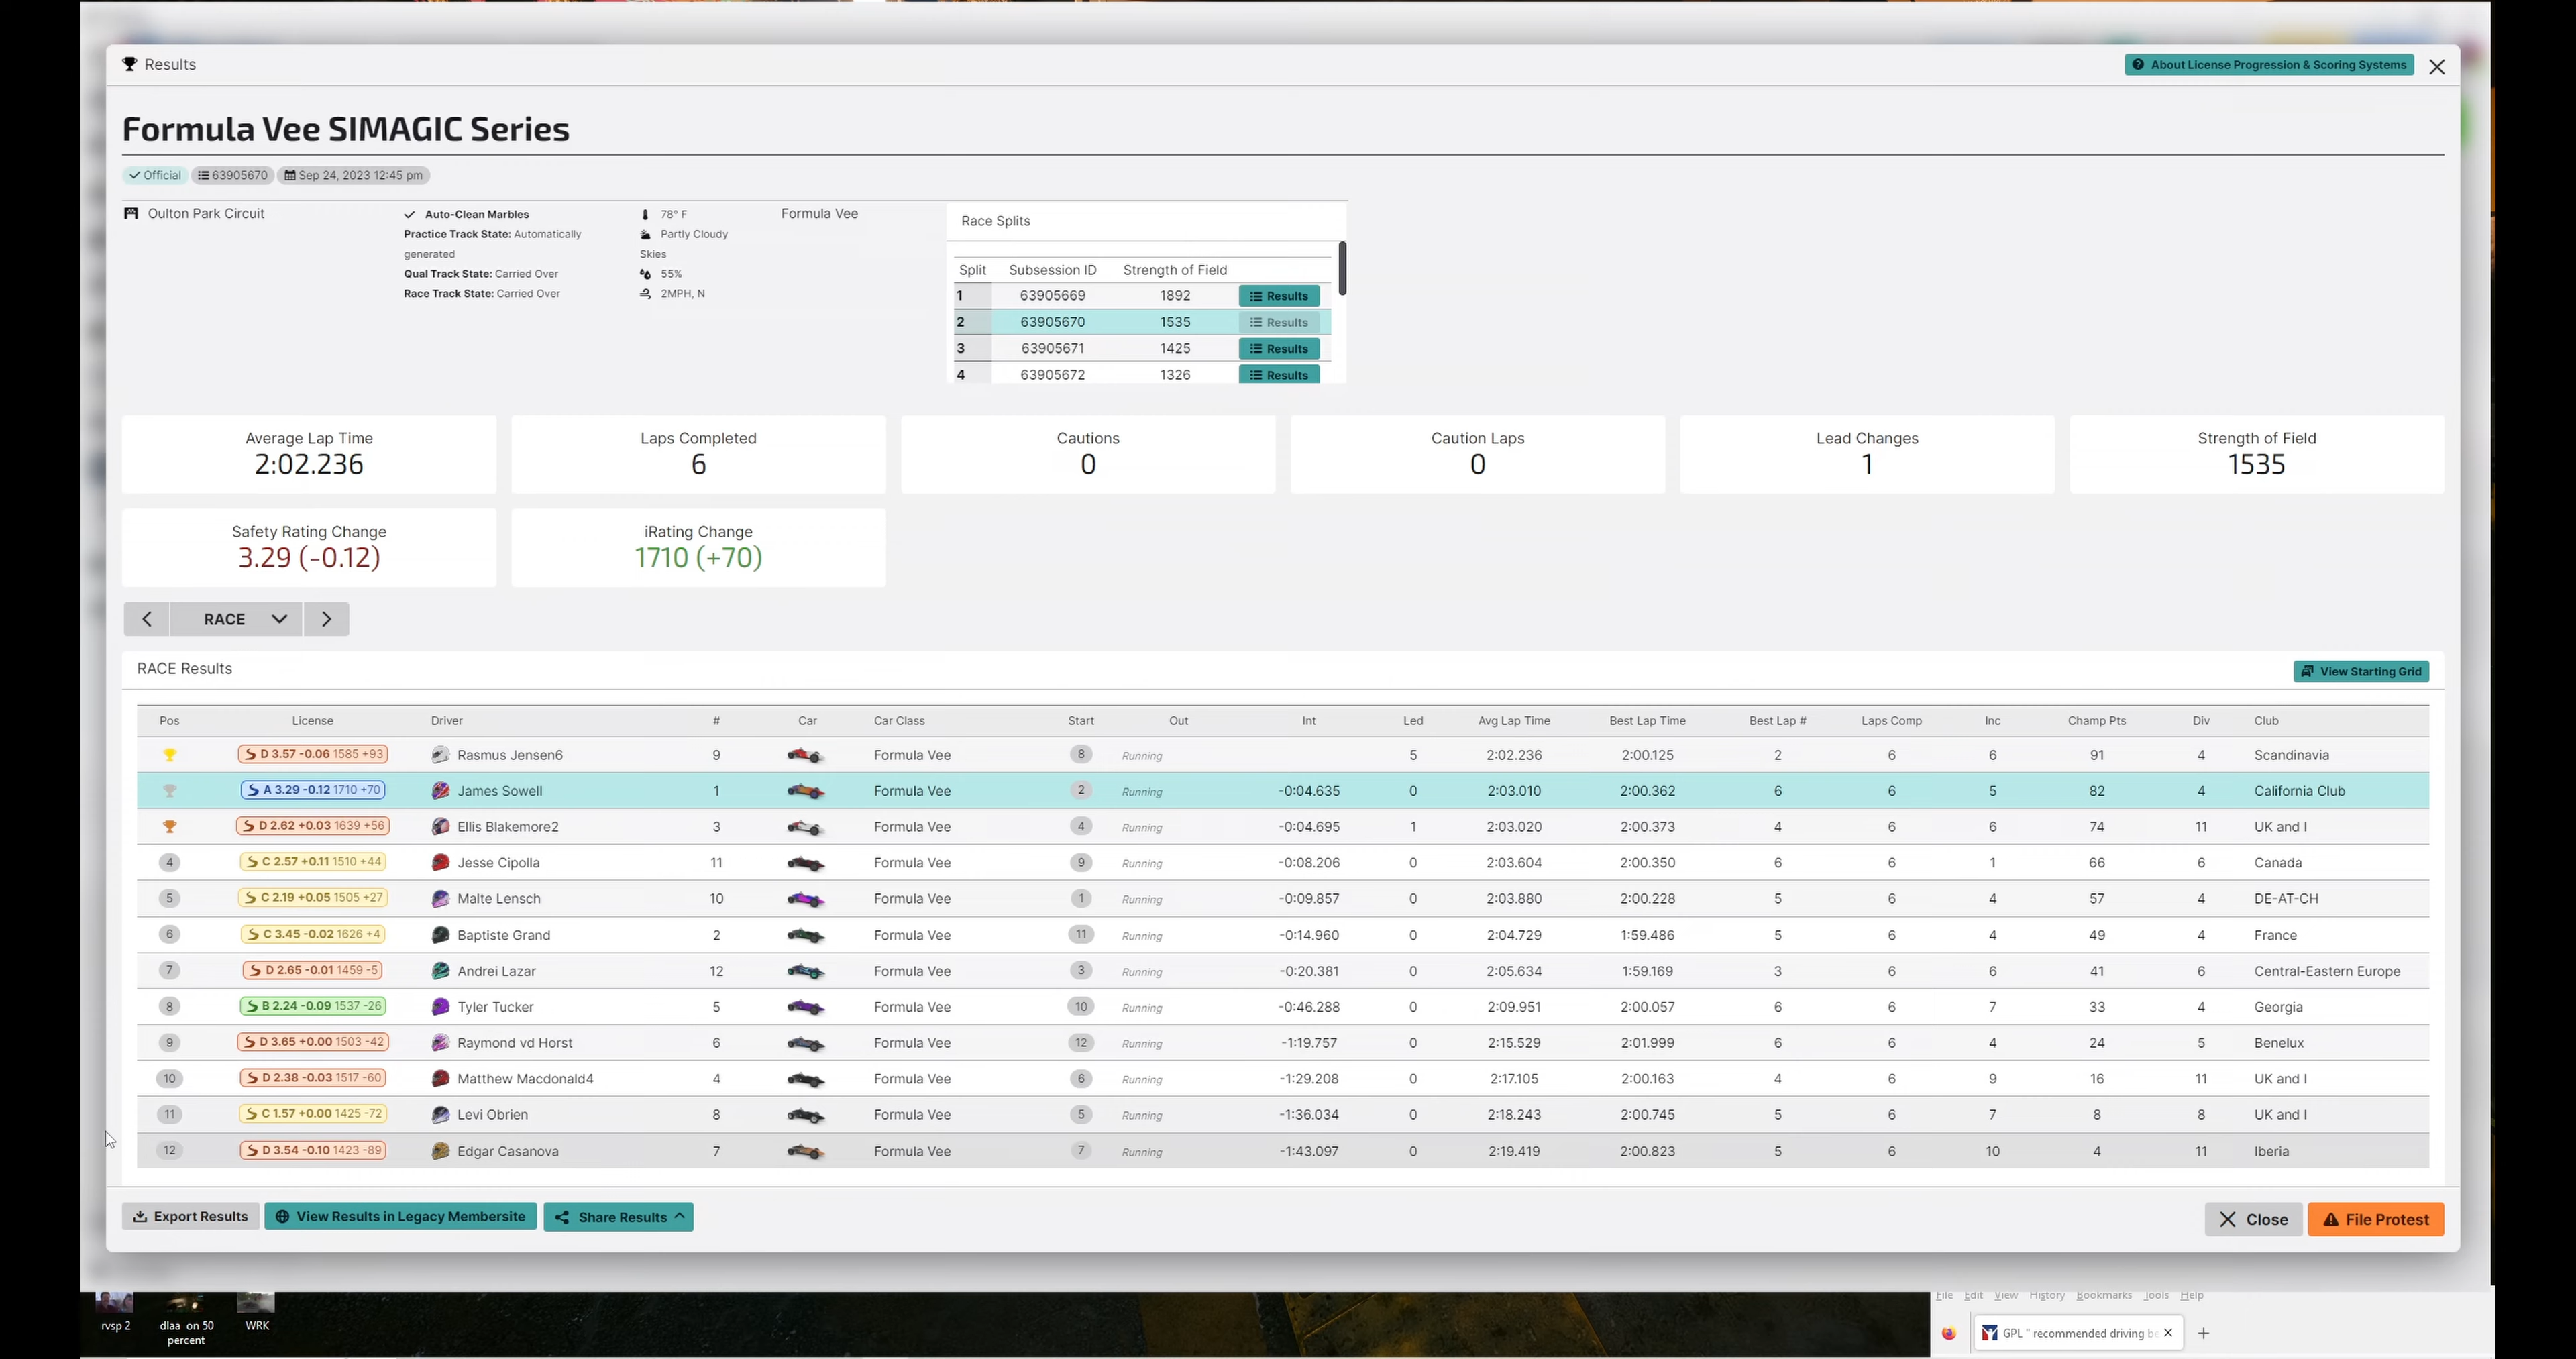 Results
About License Progression & Scoring Systems
Formula Vee SIMAGIC Series
Official 63905670 Sep 24, 2023 12:45 pm
Oulton Park Circuit
Auto-Clean Marbles
Practice Track State: Automatically
generated
Qual Track State: Carried Over
Race Track State: Carried Over
78° F
Partly Cloudy
Skies
55%
2MPH, N
Formula Vee
Race Splits
Split Subsession ID Strength of Field
1 63905669 1892 Results
2 63905670 1535 Results
3 63905671 1425 Results
4 63905672 1326 Results
Average Lap Time
2:02.236
Laps Completed
6
Cautions
0
Caution Laps
0
Lead Changes
1
Strength of Field
1535
Safety Rating Change
3.29 (-0.12)
iRating Change
1710 (+70)
RACE
RACE Results
View Starting Grid
Pos License Driver # Car Car Class Start Out Int Led Avg Lap Time Best Lap Time Best Lap # Laps Comp Inc Champ Pts Div Club
D 3.57 -0.06 1585 +93 Rasmus Jensen6 9 Formula Vee 8 Running 5 2:02.236 2:00.125 2 6 6 91 4 Scandinavia
A 3.29 -0.12 1710 +70 James Sowell 1 Formula Vee 2 Running -0:04.635 0 2:03.010 2:00.362 6 6 5 82 4 California Club
D 2.62 +0.03 1639 +56 Ellis Blakemore2 3 Formula Vee 4 Running -0:04.695 1 2:03.020 2:00.373 4 6 6 74 11 UK and I
4 C 2.57 +0.11 1510 +44 Jesse Cipolla 11 Formula Vee 9 Running -0:08.206 0 2:03.604 2:00.350 6 6 1 66 6 Canada
5 C 2.19 +0.05 1505 +27 Malte Lensch 10 Formula Vee 1 Running -0:09.857 0 2:03.880 2:00.228 5 6 4 57 4 DE-AT-CH
6 C 3.45 -0.02 1626 +4 Baptiste Grand 2 Formula Vee 11 Running -0:14.960 0 2:04.729 1:59.486 5 6 4 49 4 France
7 D 2.65 -0.01 1459 -5 Andrei Lazar 12 Formula Vee 3 Running -0:20.381 0 2:05.634 1:59.169 3 6 6 41 6 Central-Eastern Europe
8 B 2.24 -0.09 1537 -26 Tyler Tucker 5 Formula Vee 10 Running -0:46.288 0 2:09.951 2:00.057 6 6 7 33 4 Georgia
9 D 3.65 +0.00 1503 -42 Raymond vd Horst 6 Formula Vee 12 Running -1:19.757 0 2:15.529 2:01.999 6 6 4 24 5 Benelux
10 D 2.38 -0.03 1517 -60 Matthew Macdonald4 4 Formula Vee 6 Running -1:29.208 0 2:17.105 2:00.163 4 6 9 16 11 UK and I
11 C 1.57 +0.00 1425 -72 Levi Obrien 8 Formula Vee 5 Running -1:36.034 0 2:18.243 2:00.745 5 6 7 8 8 UK and I
12 D 3.54 -0.10 1423 -89 Edgar Casanova 7 Formula Vee 7 Running -1:43.097 0 2:19.419 2:00.823 5 6 10 4 11 Iberia
Export Results View Results in Legacy Membersite Share Results Close File Protest
File Edit View History Bookmarks Tools Help
rvsp 2
dlaa on 50
percent
WRK
GPL " recommended driving be